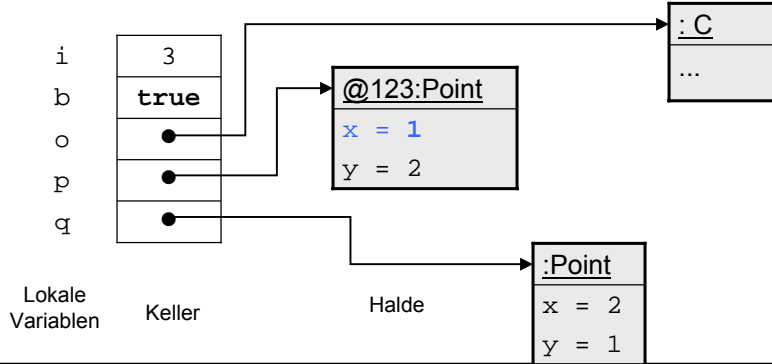 i 3
b true
o
p
q
Lokale
Variablen
Keller
Halde
@123:Point
x = 1
y = 2
: C
...
:Point
x = 2
y = 1